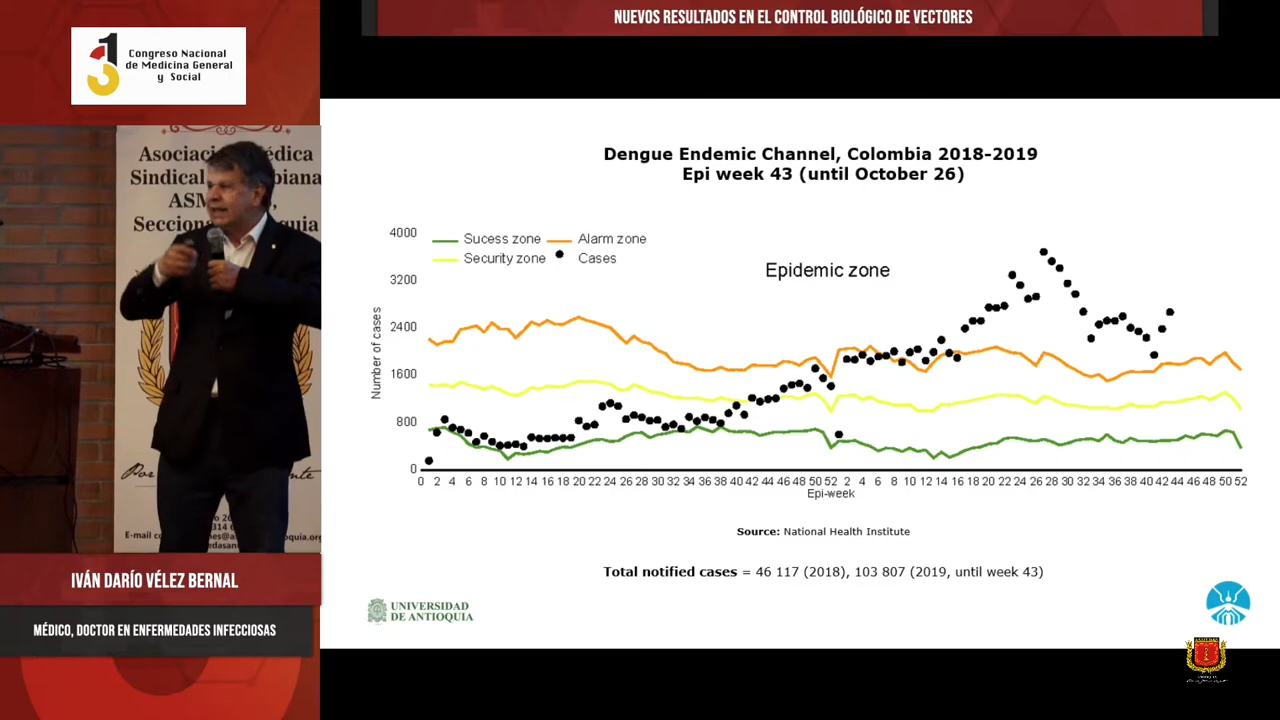 NUEVOS RESULTADOS EN EL CONTROL BIOLÓGICO DE VECTORES
13
Congreso Nacional
de Medicina General
y Social
Sindical
Seccional
E-mail
IVÁN DARÍO VÉLEZ BERNAL
MÉDICO, DOCTOR EN ENFERMEDADES INFECCIOSAS
Dengue Endemic Channel, Colombia 2018-2019
Epi week 43 (until October 26)
Sucess zone Alarm zone
Security zone Cases
Epidemic zone
Number of cases
4000
3200
2400
1600
800
0
0 2 4 6 8 10 12 14 16 18 20 22 24 26 28 30 32 34 36 38 40 42 44 46 48 50 52 2 4 6 8 10 12 14 16 18 20 22 24 26 28 30 32 34 36 38 40 42 44 46 48 50 52
Epi-week
Source: National Health Institute
Total notified cases = 46 117 (2018), 103 807 (2019, until week 43)
UNIVERSIDAD
DE ANTIOQUIA